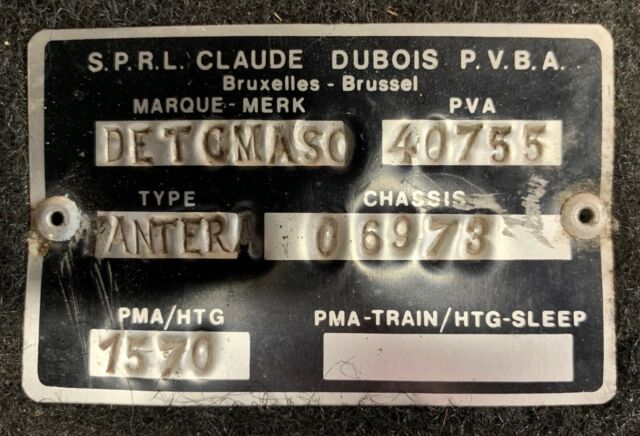 S.P.R.L. CLAUDE DUBOIS P.V.B.A.
Bruxelles - Brussel
MARQUE - MERK PVA
DETOMASO 40755
TYPE CHASSIS
PANTERA 06973
PMA/HTG PMA-TRAIN/HTG-SLEEP
1570